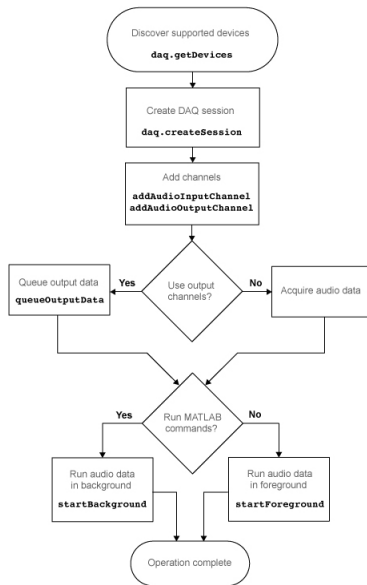 Discover supported devices
daq.getDevices
Create DAQ session
daq.createSession
Add channels
addAudioInputChannel
addAudioOutputChannel
Queue output data
queueOutputData
Yes
Use output
channels?
No
Acquire audio data
Yes
Run MATLAB
commands?
No
Run audio data
in background
startBackground
Run audio data
in foreground
startForeground
Operation complete